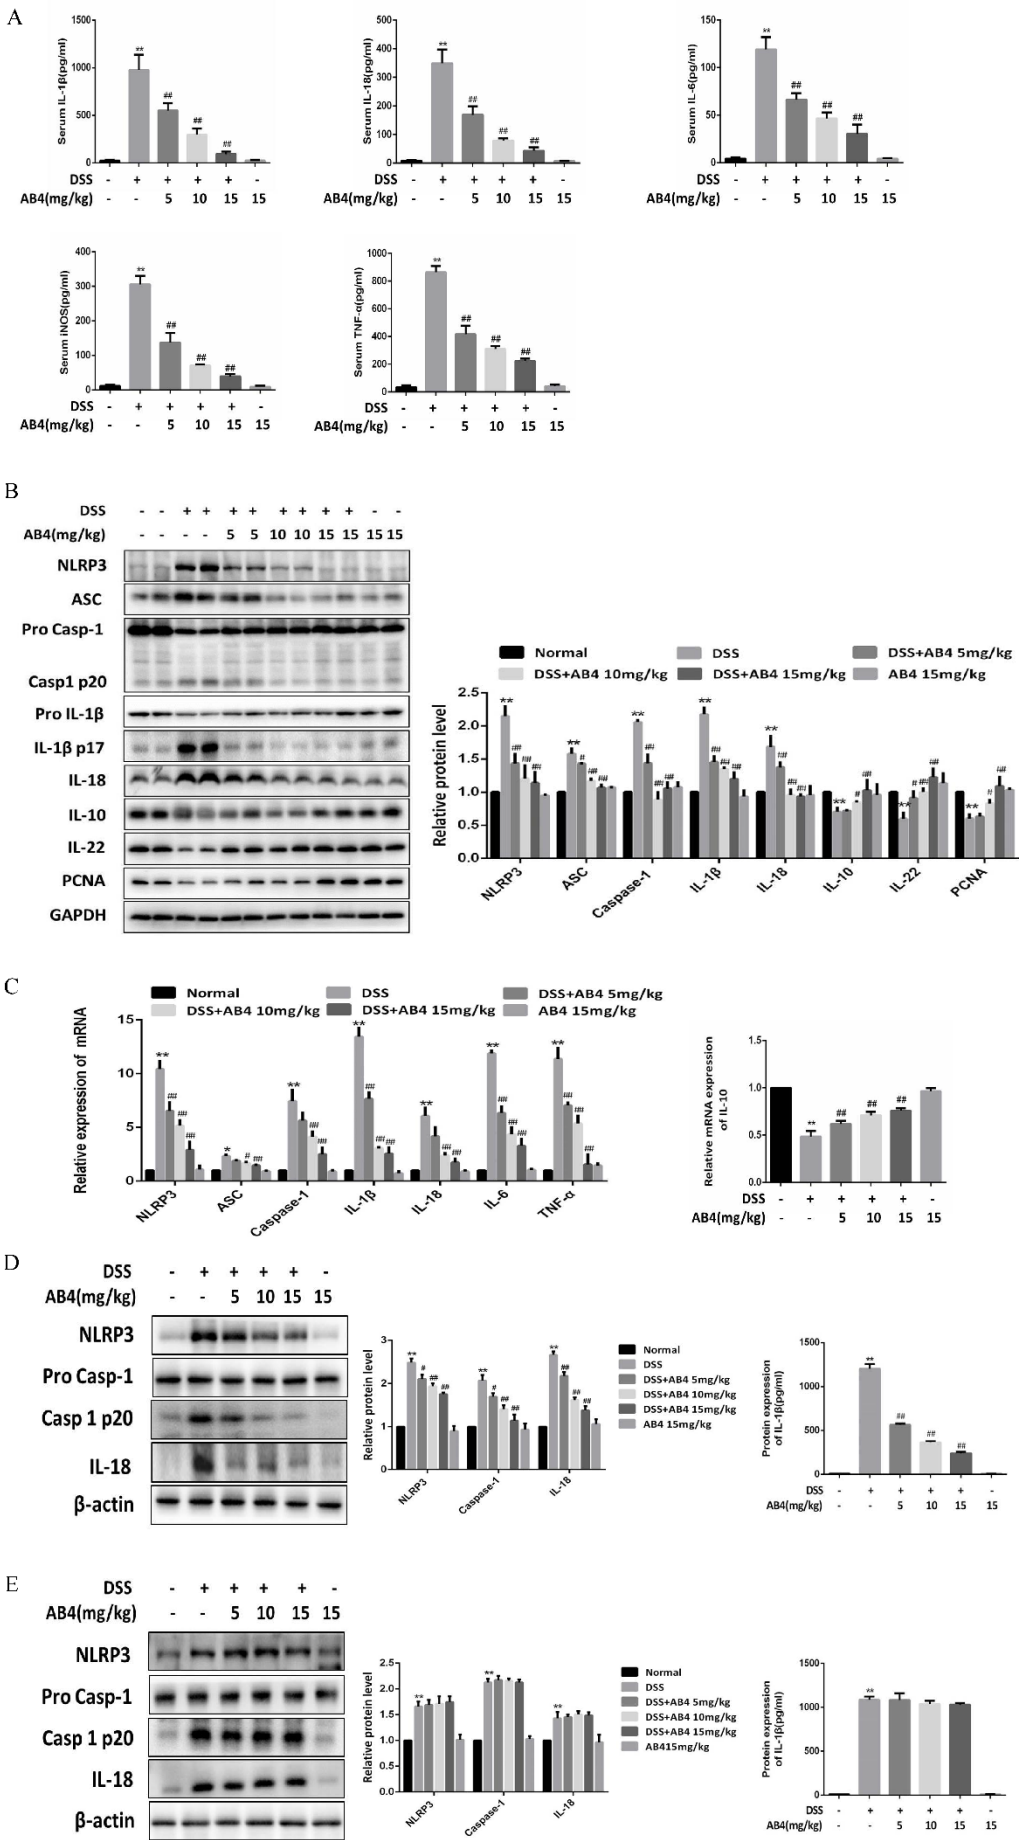 A
Serum IL-1β(pg/ml)
1500
1000
500
0
** ## ## ##
DSS - + + + + -
AB4(mg/kg) - - 5 10 15 15
Serum IL-18(pg/ml)
500
400
300
200
100
0
** ## ## ##
DSS - + + + + -
AB4(mg/kg) - - 5 10 15 15
Serum IL-6(pg/ml)
150
100
50
0
** ## ## ##
DSS - + + + + -
AB4(mg/kg) - - 5 10 15 15
Serum iNOS(pg/ml)
400
300
200
100
0
** ## ## ##
DSS - + + + + -
AB4(mg/kg) - - 5 10 15 15
Serum TNF-α(pg/ml)
1000
800
600
400
200
0
** ## ## ##
DSS - + + + + -
AB4(mg/kg) - - 5 10 15 15
B
DSS - - + + + + + + + + - -
AB4(mg/kg) - - - - 5 5 10 10 15 15 15 15
NLRP3
ASC
Pro Casp-1
Casp1 p20
Pro IL-1β
IL-1β p17
IL-18
IL-10
IL-22
PCNA
GAPDH
Normal DSS DSS+AB4 5mg/kg
DSS+AB4 10mg/kg DSS+AB4 15mg/kg AB4 15mg/kg
Relative protein level
2.5
2.0
1.5
1.0
0.5
0.0
NLRP3 ASC Caspase-1 IL-1β IL-18 IL-10 IL-22 PCNA
C
Normal DSS DSS+AB4 5mg/kg
DSS+AB4 10mg/kg DSS+AB4 15mg/kg AB4 15mg/kg
Relative expression of mRNA
15
10
5
0
NLRP3 ASC Caspase-1 IL-1β IL-18 IL-6 TNF-α
Relative mRNA expression
of IL-10
1.5
1.0
0.5
0.0
** ## ## ##
DSS - + + + + -
AB4(mg/kg) - - 5 10 15 15
D
DSS - + + + + -
AB4(mg/kg) - - 5 10 15 15
NLRP3
Pro Casp-1
Casp 1 p20
IL-18
β-actin
Relative protein level
3
2
1
0
** # ## ##
** # ## ##
** ## ## ##
NLRP3 Caspase-1 IL-18
Normal
DSS
DSS+AB4 5mg/kg
DSS+AB4 10mg/kg
DSS+AB4 15mg/kg
AB4 15mg/kg
Protein expression
of IL-1β(pg/ml)
1500
1000
500
0
** ## ## ##
DSS - + + + + -
AB4(mg/kg) - - 5 10 15 15
E
DSS - + + + + -
AB4(mg/kg) - - 5 10 15 15
NLRP3
Pro Casp-1
Casp 1 p20
IL-18
β-actin
Relative protein level
2.5
2.0
1.5
1.0
0.5
0.0
** ** **
NLRP3 Caspase-1 IL-18
Normal
DSS
DSS+AB4 5mg/kg
DSS+AB4 10mg/kg
DSS+AB4 15mg/kg
AB415mg/kg
Protein expression
of IL-1β(pg/ml)
1500
1000
500
0
**
DSS - + + + + -
AB4(mg/kg) - - 5 10 15 15